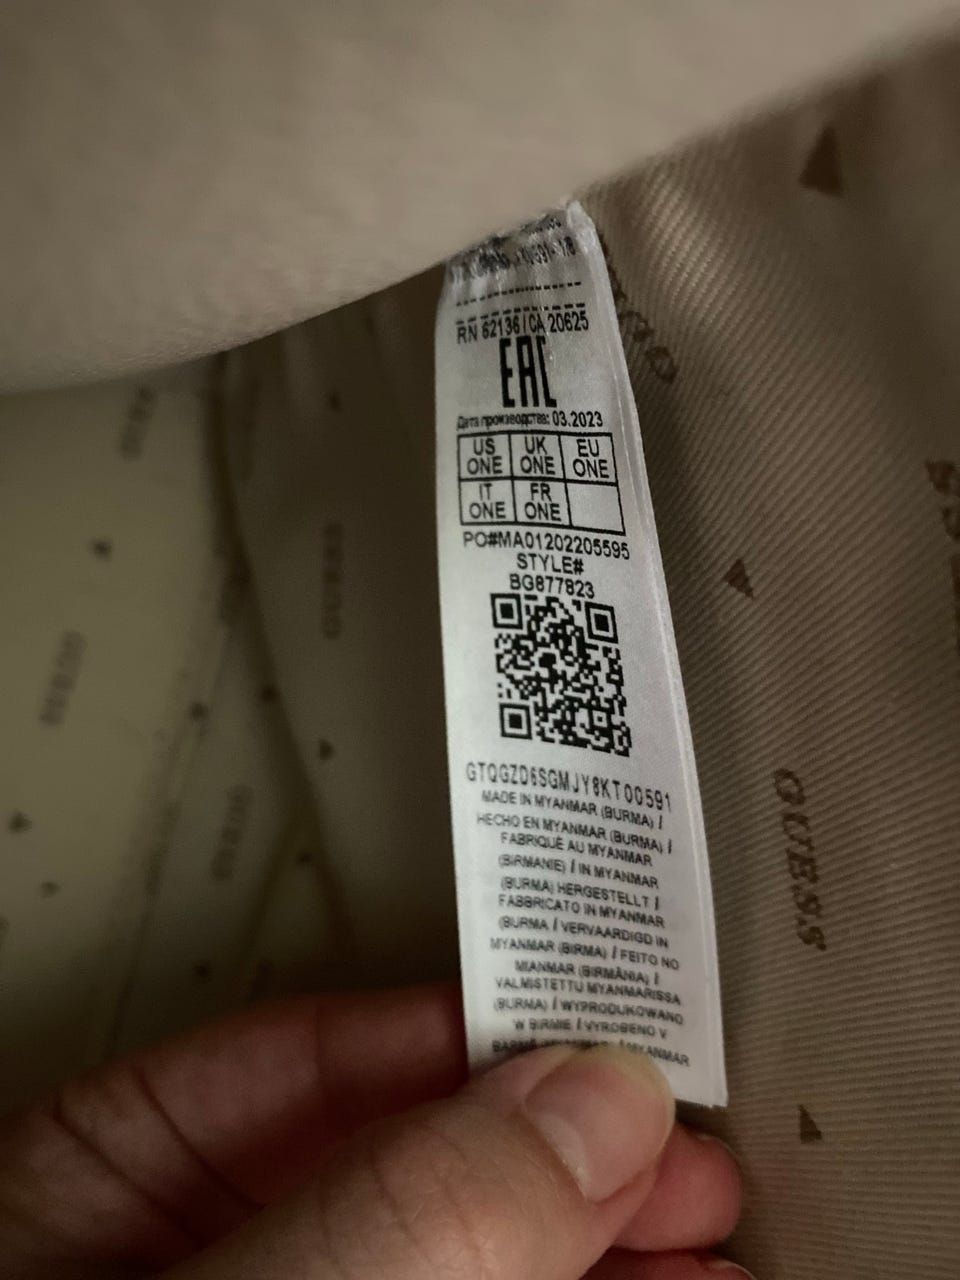 RN 62136 / CA 20625
EAC
Дата производства: 03.2023
US ONE UK ONE EU ONE
IT ONE FR ONE
PO#MA01202205595
STYLE#
BG877823
GTQGZD6SGMJY8KT00591
MADE IN MYANMAR (BURMA) /
HECHO EN MYANMAR (BURMA) /
FABRIQUÉ AU MYANMAR
(BIRMANIE) / IN MYANMAR
(BURMA) HERGESTELLT /
FABBRICATO IN MYANMAR
(BURMA / VERVAARDIGD IN
MYANMAR (BIRMA) / FEITO NO
MIANMAR (BIRMÂNIA) /
VALMISTETTU MYANMARISSA
(BURMA) / WYPRODUKOWANO
W BIRMIE / VYROBENO V
MYANMAR
GUESS